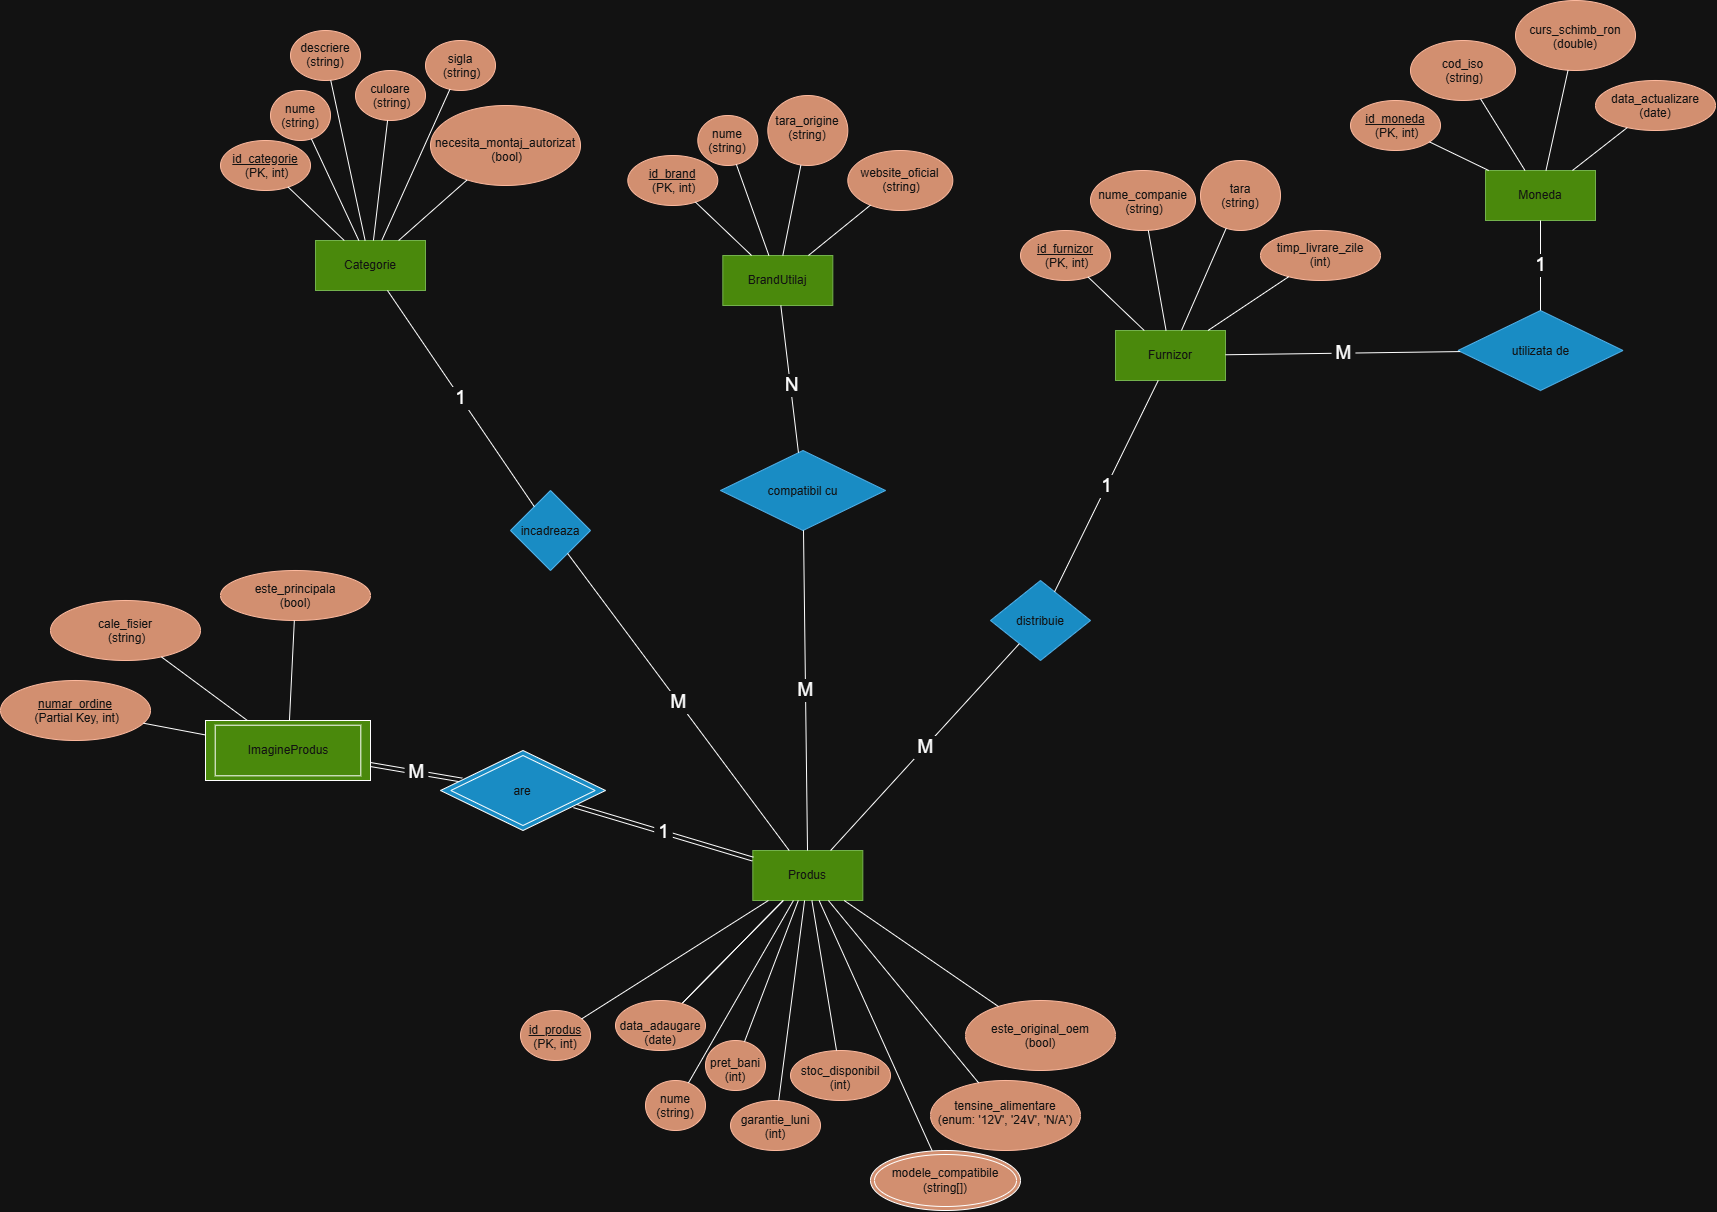 descriere
(string)
sigla
(string)
culoare
(string)
nume
(string)
necesita_montaj_autorizat
(bool)
id_categorie
(PK, int)
Categorie
tara_origine
(string)
nume
(string)
id_brand
(PK, int)
website_oficial
(string)
BrandUtilaj
nume_companie
(string)
tara
(string)
id_furnizor
(PK, int)
timp_livrare_zile
(int)
Furnizor
curs_schimb_ron
(double)
cod_iso
(string)
data_actualizare
(date)
id_moneda
(PK, int)
Moneda
1
utilizata de
M
1
N
1
compatibil cu
incadreaza
distribuie
M
M
M
este_principala
(bool)
cale_fisier
(string)
numar_ordine
(Partial Key, int)
ImagineProdus
M
are
1
Produs
id_produs
(PK, int)
data_adaugare
(date)
nume
(string)
pret_bani
(int)
garantie_luni
(int)
stoc_disponibil
(int)
este_original_oem
(bool)
tensine_alimentare
(enum: '12V', '24V', 'N/A')
modele_compatibile
(string[])